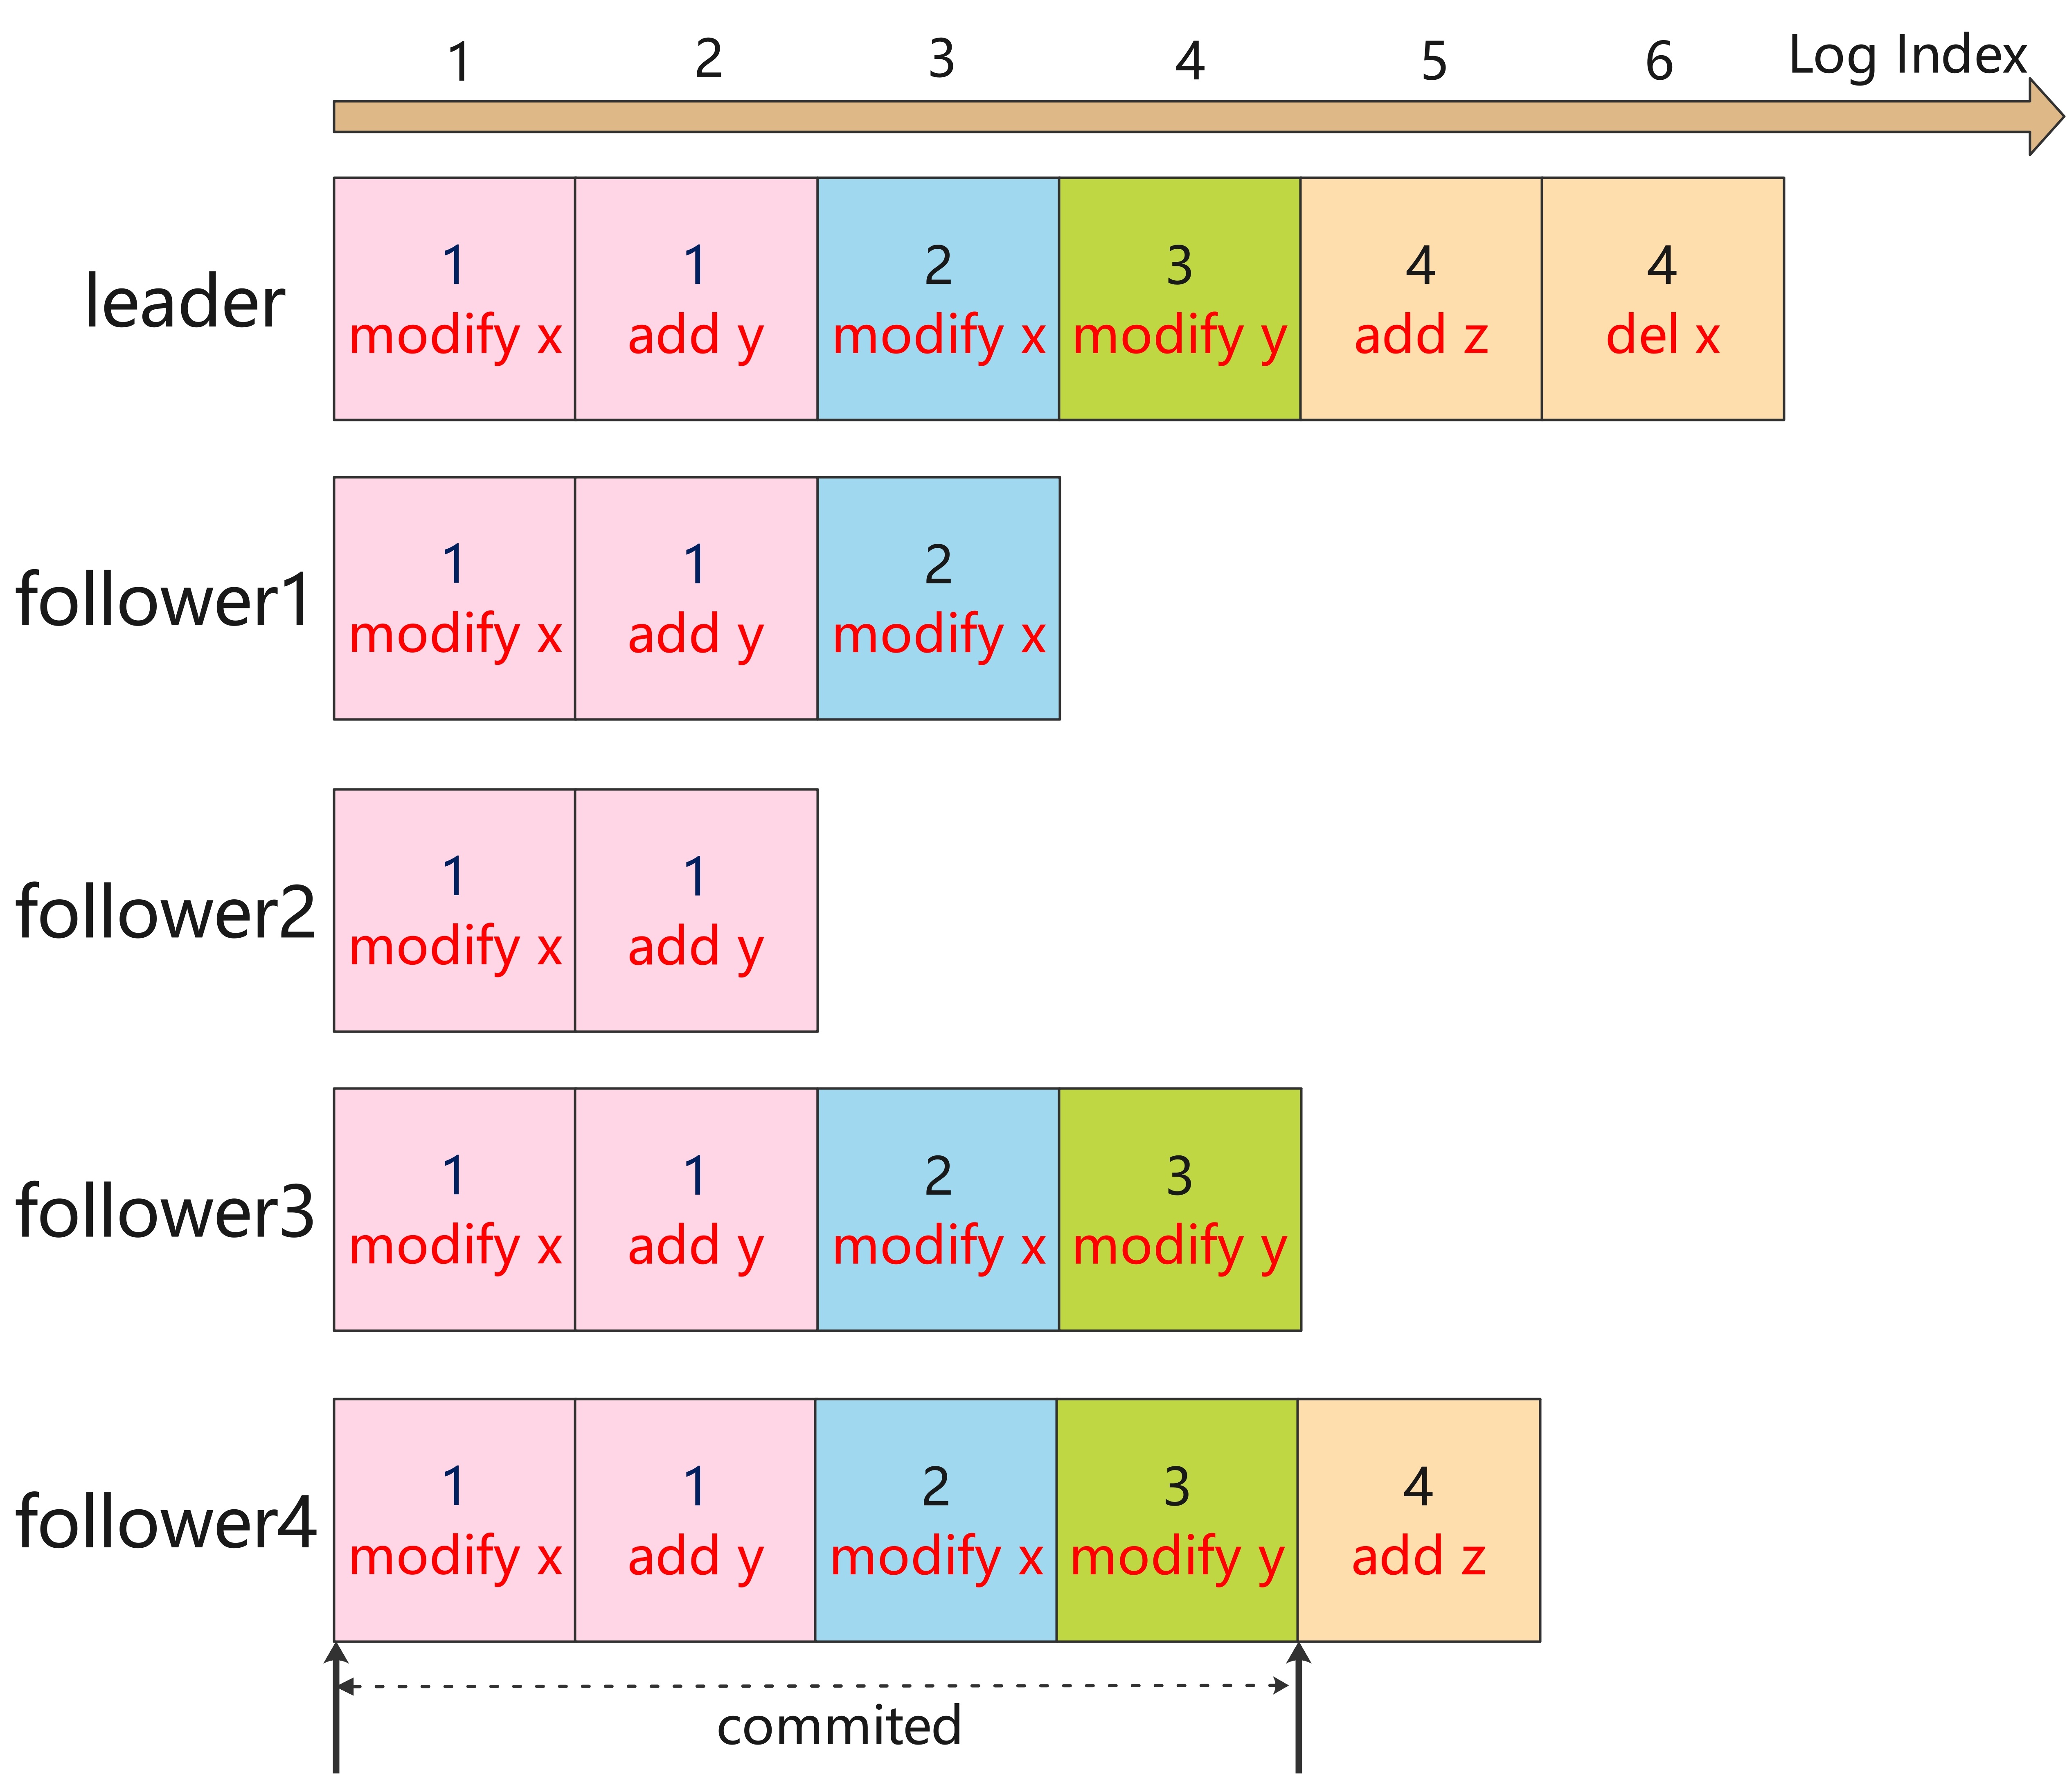 1 2 3 4 5 6 Log Index
leader
1 1 2 3 4 4
modify x add y modify x modify y add z del x
follower1
1 1 2
modify x add y modify x
follower2
1 1
modify x add y
follower3
1 1 2 3
modify x add y modify x modify y
follower4
1 1 2 3 4
modify x add y modify x modify y add z
commited